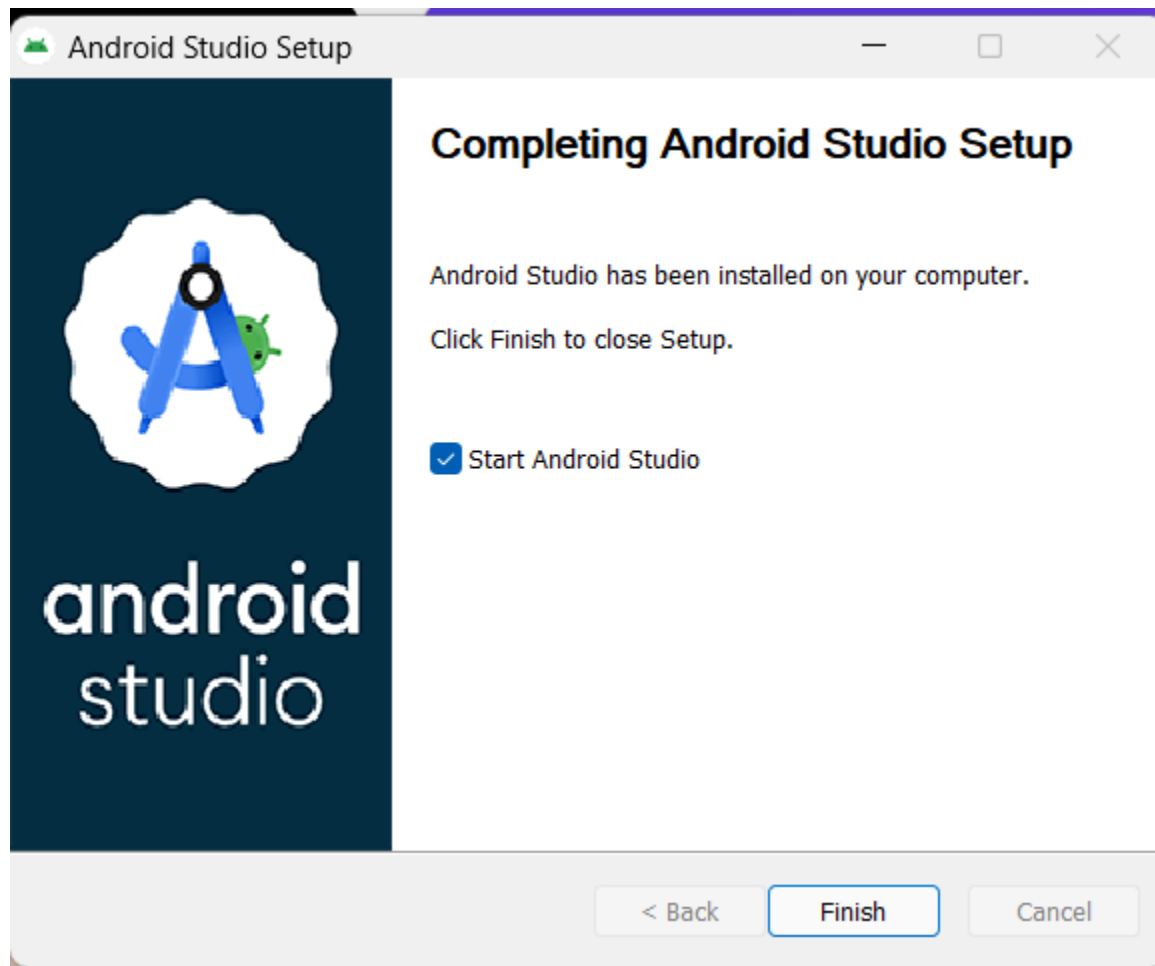 Android Studio Setup
Completing Android Studio Setup
Android Studio has been installed on your computer.
Click Finish to close Setup.
Start Android Studio
android
studio
< Back
Finish
Cancel